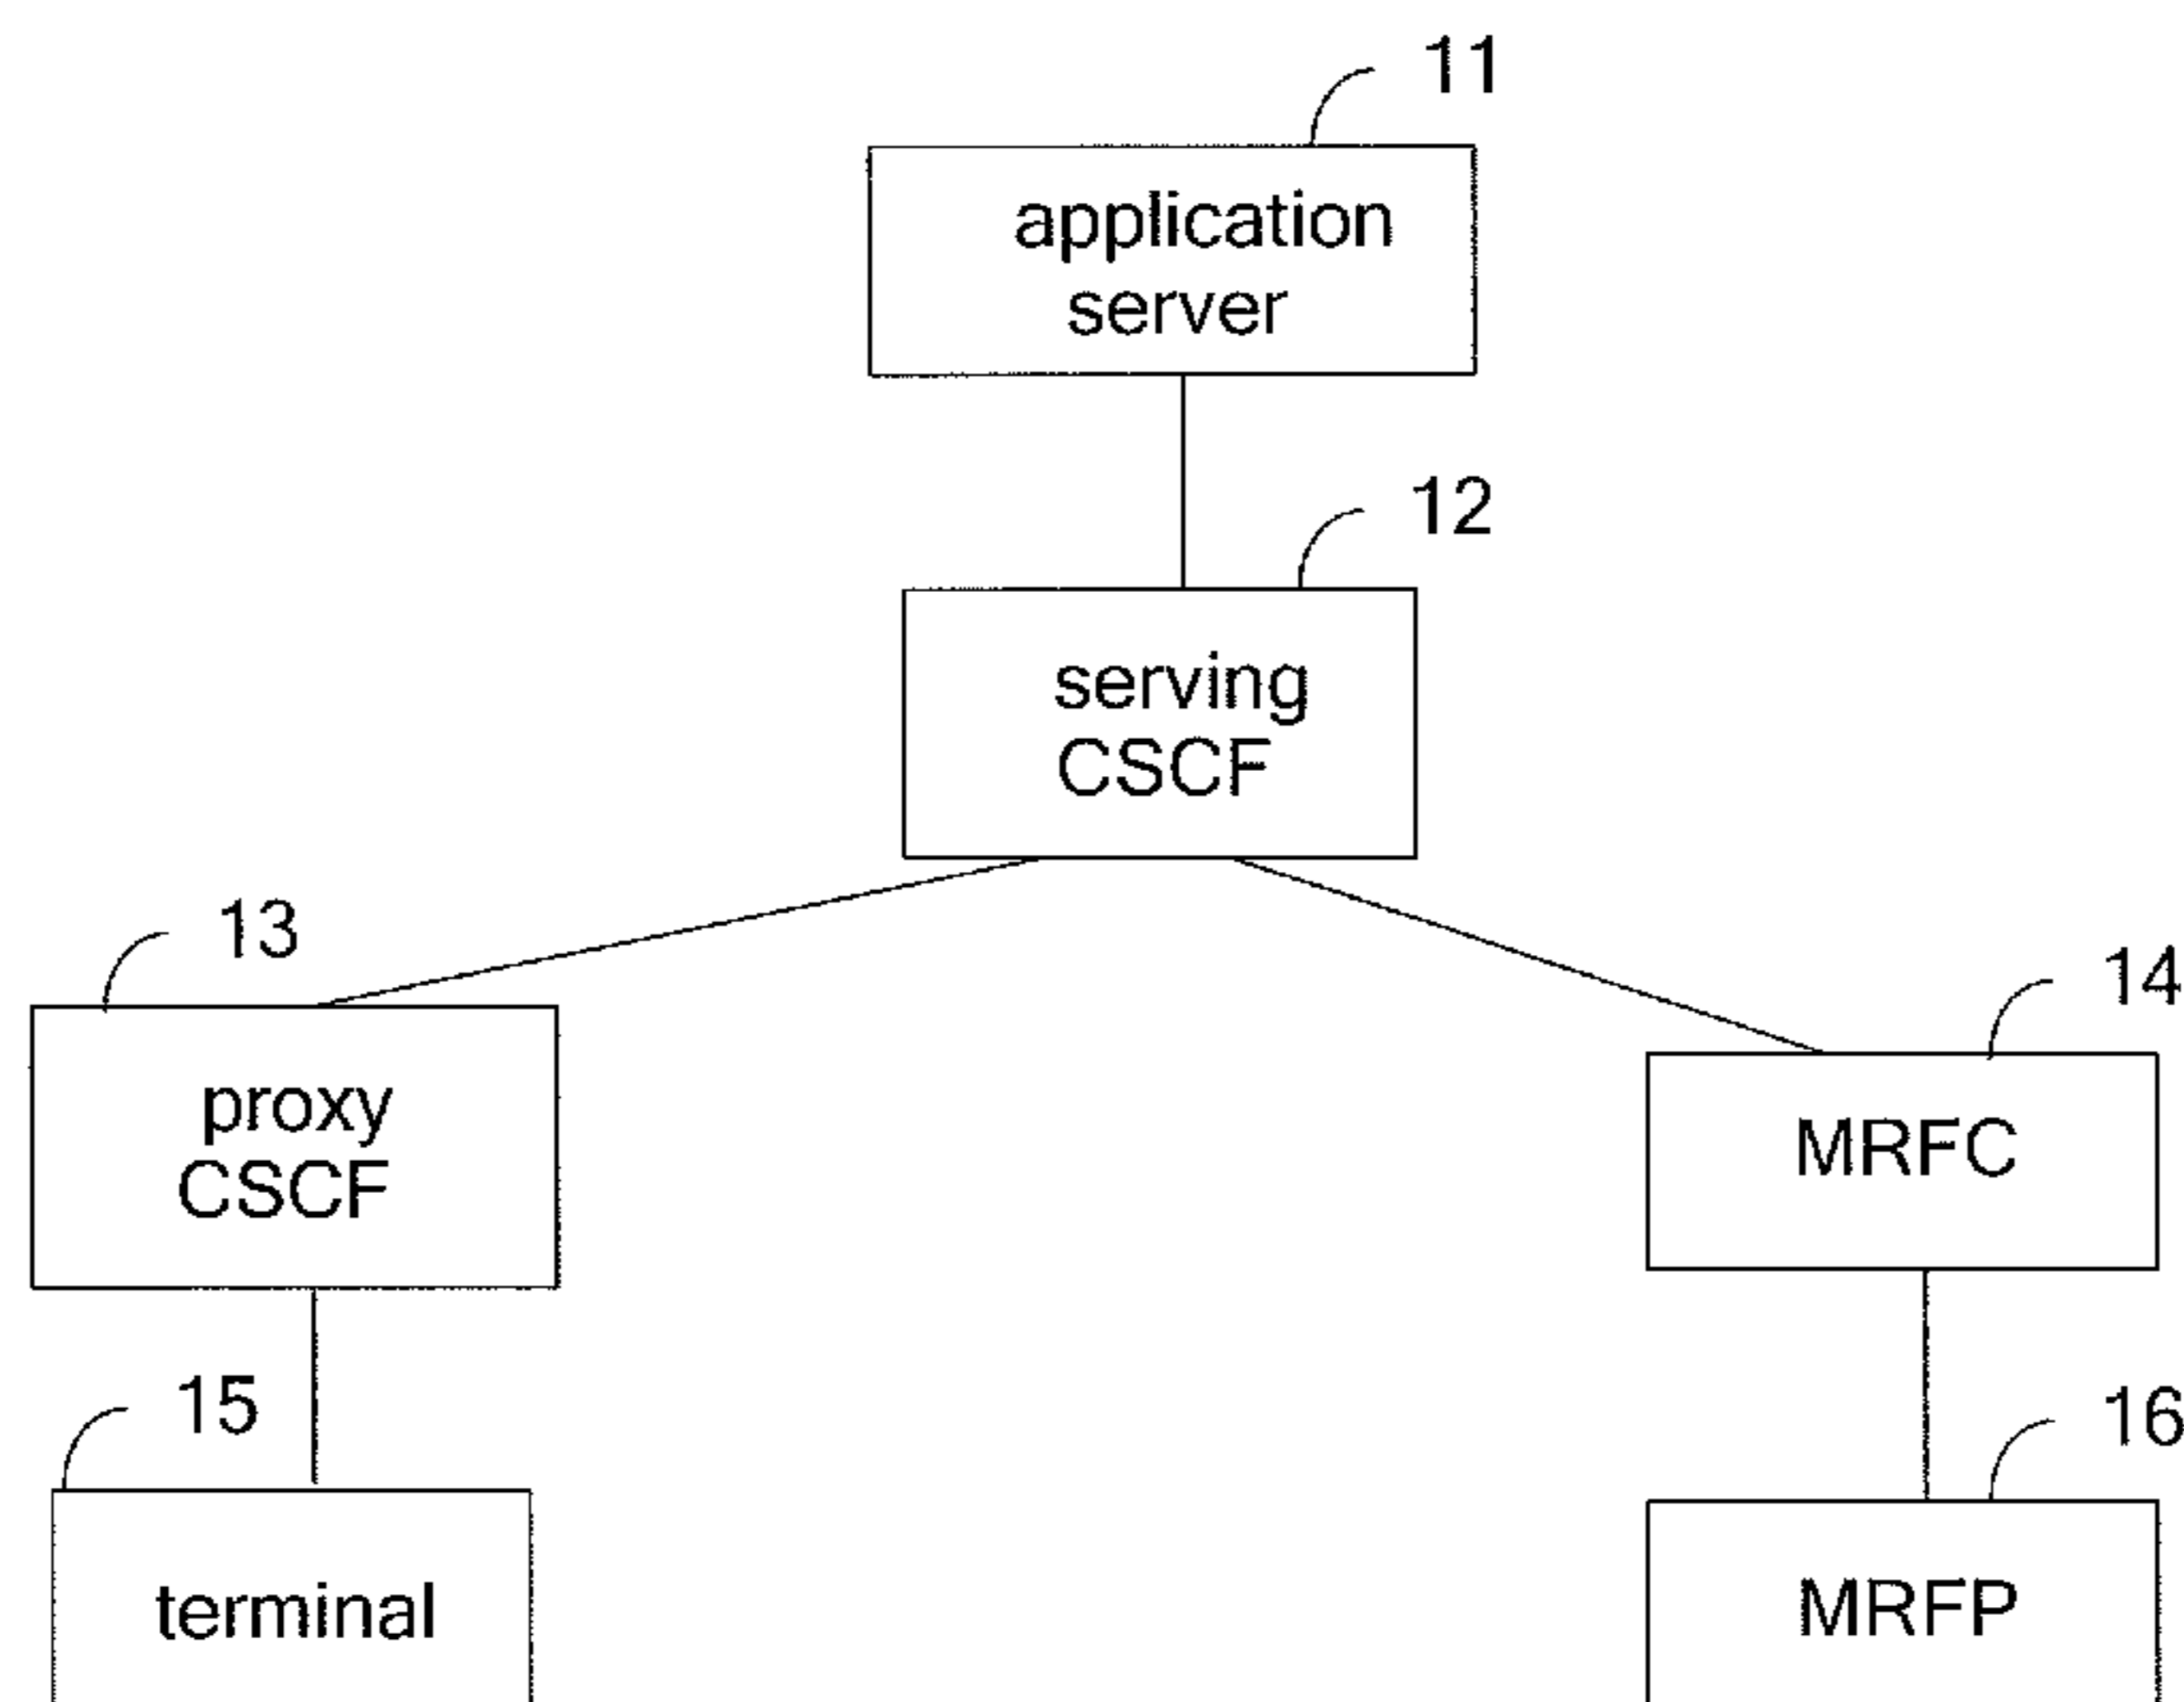 11
application
server
12
serving
CSCF
13
proxy
CSCF
14
MRFC
15
terminal
16
MRFP